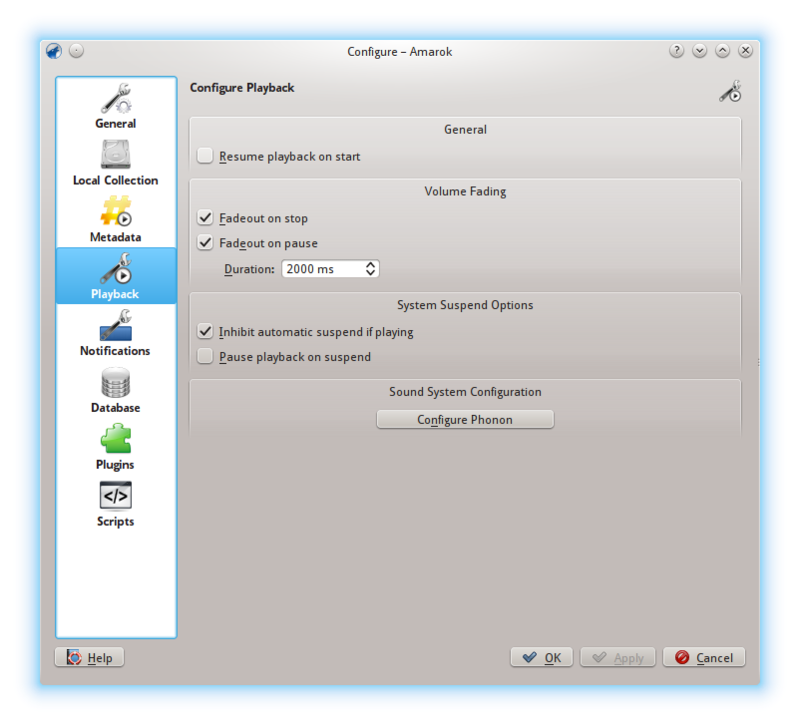 Configure – Amarok
General
Local Collection
Metadata
Playback
Notifications
Database
Plugins
Scripts
Configure Playback
General
Resume playback on start
Volume Fading
Fadeout on stop
Fadeout on pause
Duration: 2000 ms
System Suspend Options
Inhibit automatic suspend if playing
Pause playback on suspend
Sound System Configuration
Configure Phonon
Help
OK
Apply
Cancel